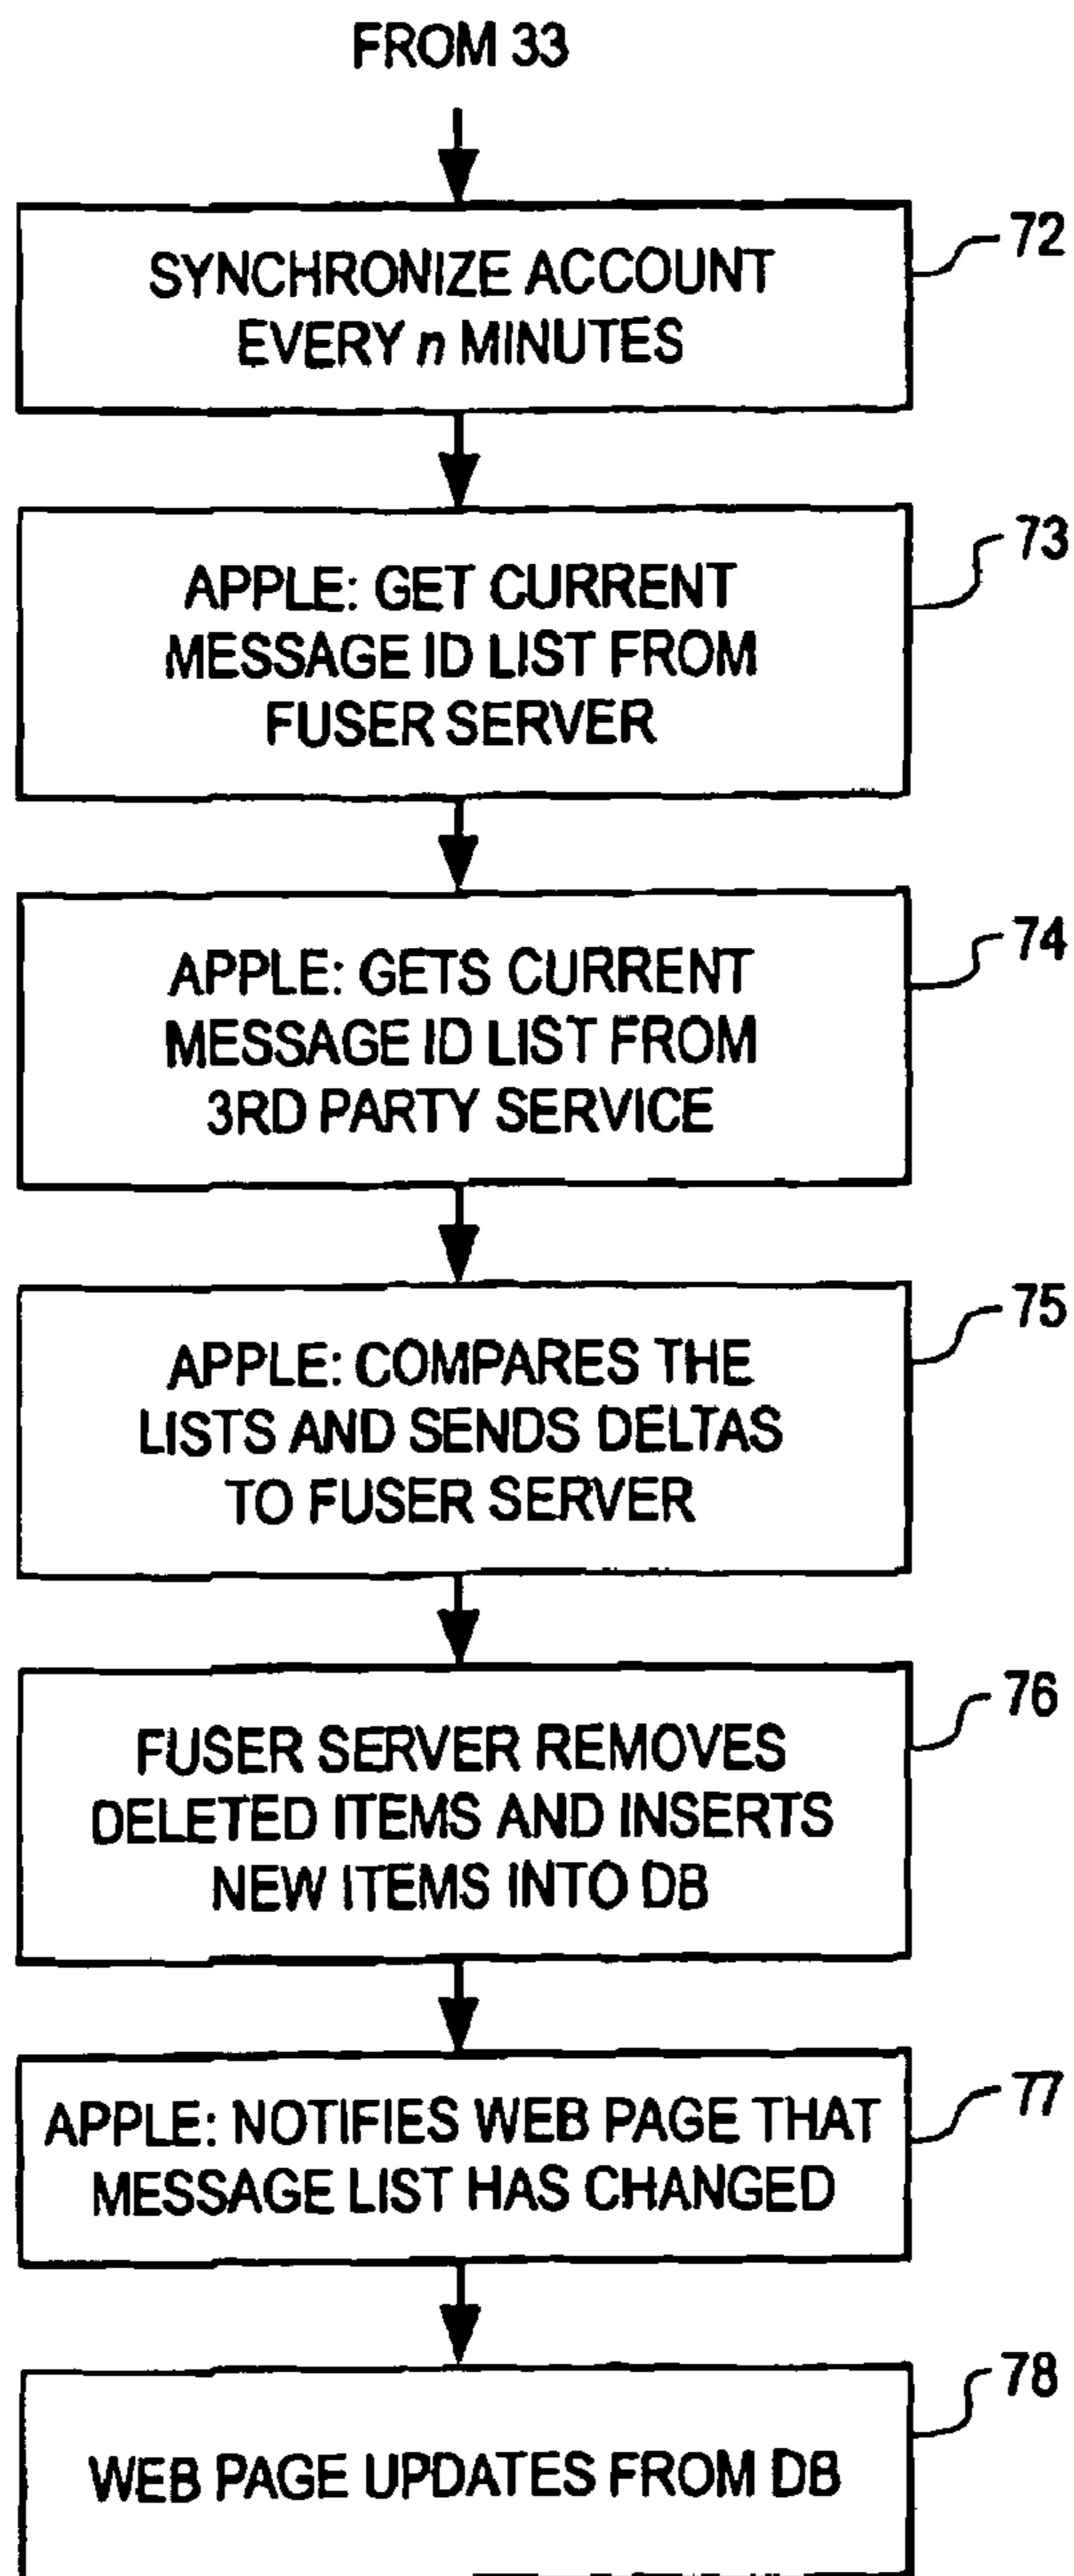 FROM 33
72
SYNCHRONIZE ACCOUNT
EVERY n MINUTES
73
APPLE: GET CURRENT
MESSAGE ID LIST FROM
FUSER SERVER
74
APPLE: GETS CURRENT
MESSAGE ID LIST FROM
3RD PARTY SERVICE
75
APPLE: COMPARES THE
LISTS AND SENDS DELTAS
TO FUSER SERVER
76
FUSER SERVER REMOVES
DELETED ITEMS AND INSERTS
NEW ITEMS INTO DB
77
APPLE: NOTIFIES WEB PAGE THAT
MESSAGE LIST HAS CHANGED
78
WEB PAGE UPDATES FROM DB